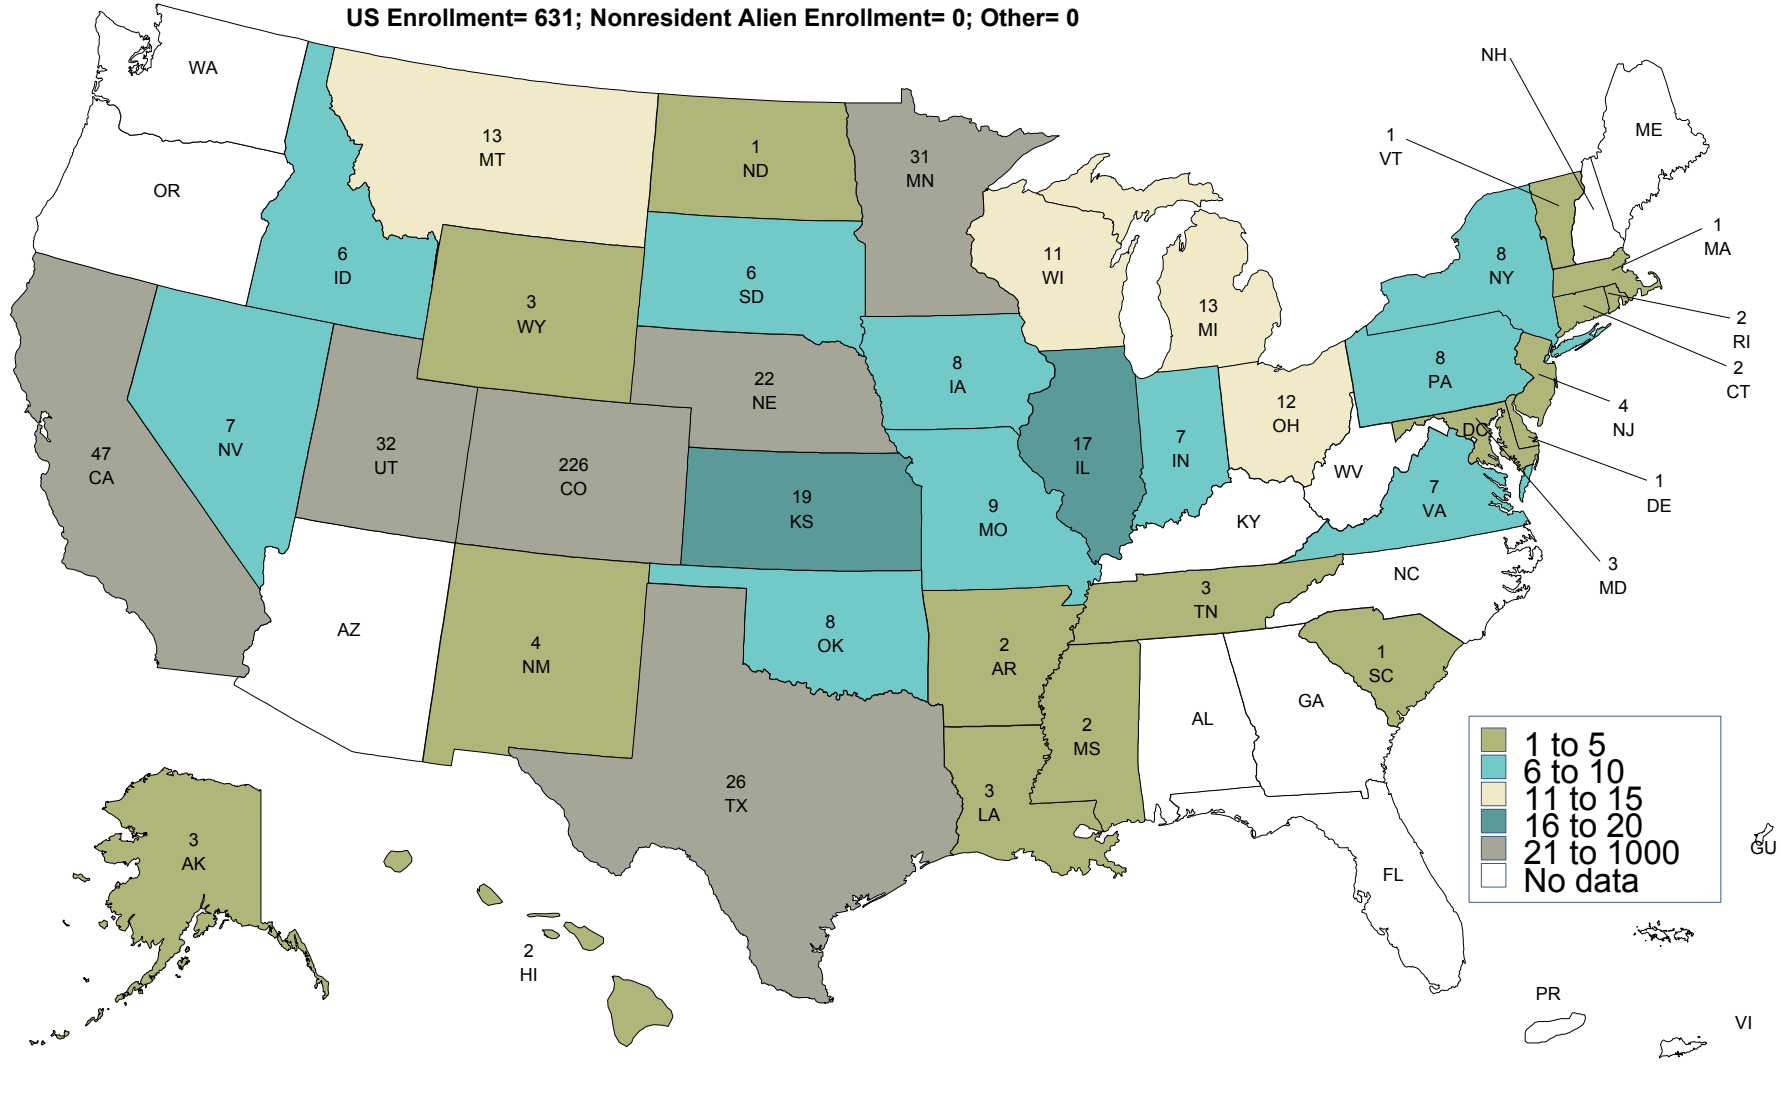 US Enrollment= 631; Nonresident Alien Enrollment= 0; Other= 0
WA
NH
ME
OR
13
MT
1
ND
31
MN
1
VT
1
MA
6
ID
3
WY
6
SD
11
WI
13
MI
8
NY
2
RI
2
CT
47
CA
7
NV
32
UT
226
CO
22
NE
8
IA
17
IL
7
IN
12
OH
8
PA
4
NJ
DC
WV
7
VA
1
DE
3
MD
19
KS
9
MO
KY
NC
3
TN
AZ
4
NM
8
OK
2
AR
1
SC
2
MS
AL
GA
26
TX
3
LA
FL
3
AK
2
HI
1 to 5
6 to 10
11 to 15
16 to 20
21 to 1000
No data
GU
PR
VI